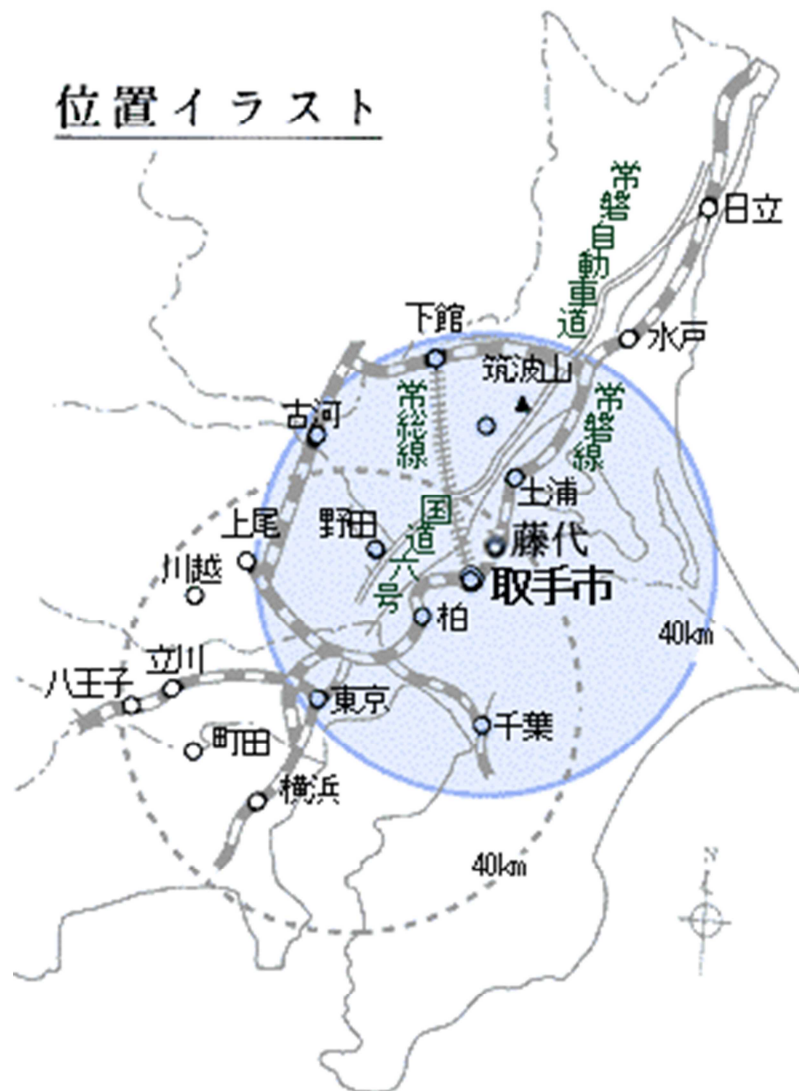 位置イラスト
常磐自動車道
日立
下館
水戸
筑波山
常総線
常磐線
古河
土浦
国道六号
上尾
野田
藤代
川越
取手市
柏
40km
立川
八王子
東京
千葉
町田
横浜
40km
N